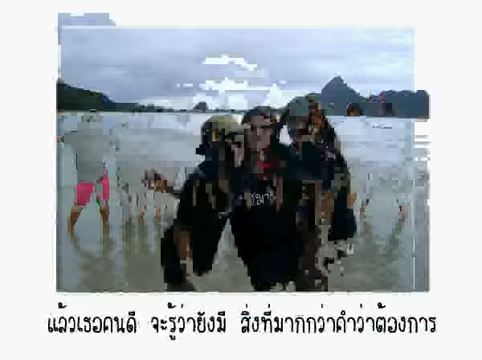 แล้วเธอคนดี จะรู้ว่ายังมี สิ่งที่มากกว่าคำว่าต้องการ